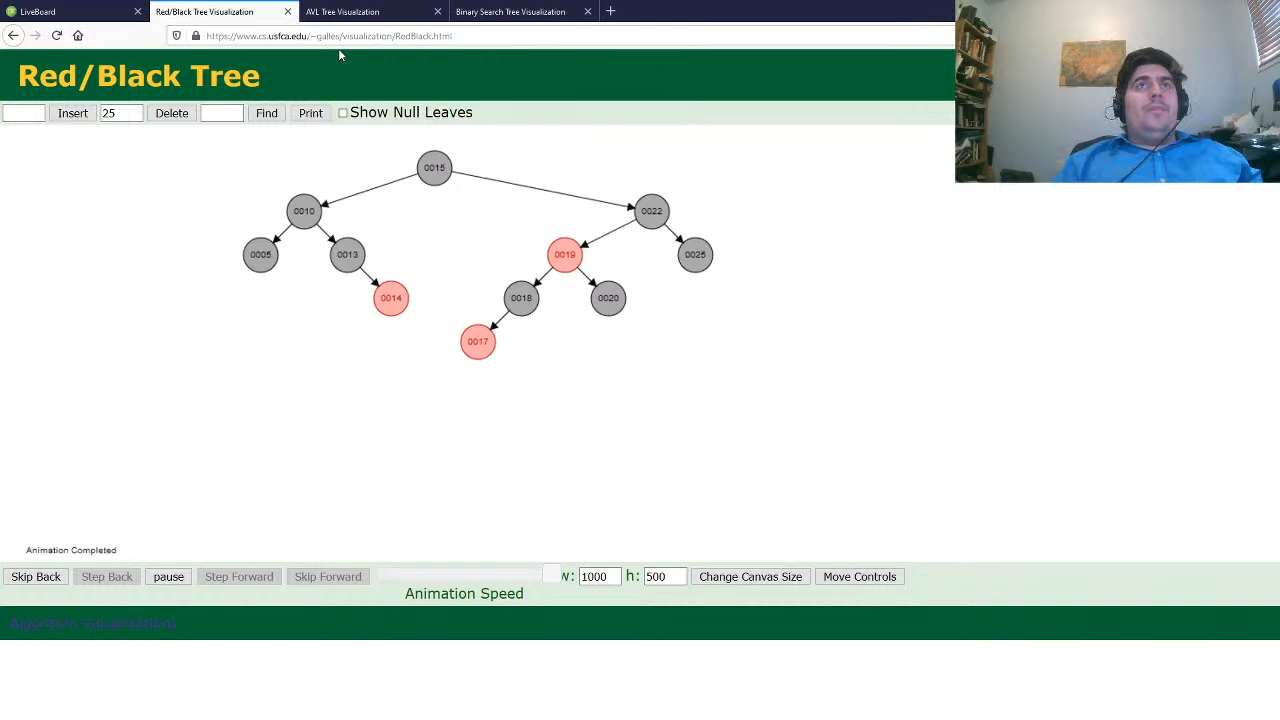 LiveBoard
Red/Black Tree Visualization
AVL Tree Visualzation
Binary Search Tree Visualization
https://www.cs.usfca.edu/~galles/visualization/RedBlack.html
Red/Black Tree
Insert 25 Delete Find Print Show Null Leaves
0015
0010 0022
0005 0013 0019 0025
0014 0018 0020
0017
Animation Completed
Skip Back Step Back pause Step Forward Skip Forward w: 1000 h: 500 Change Canvas Size Move Controls
Animation Speed
Algorithm Visualizations